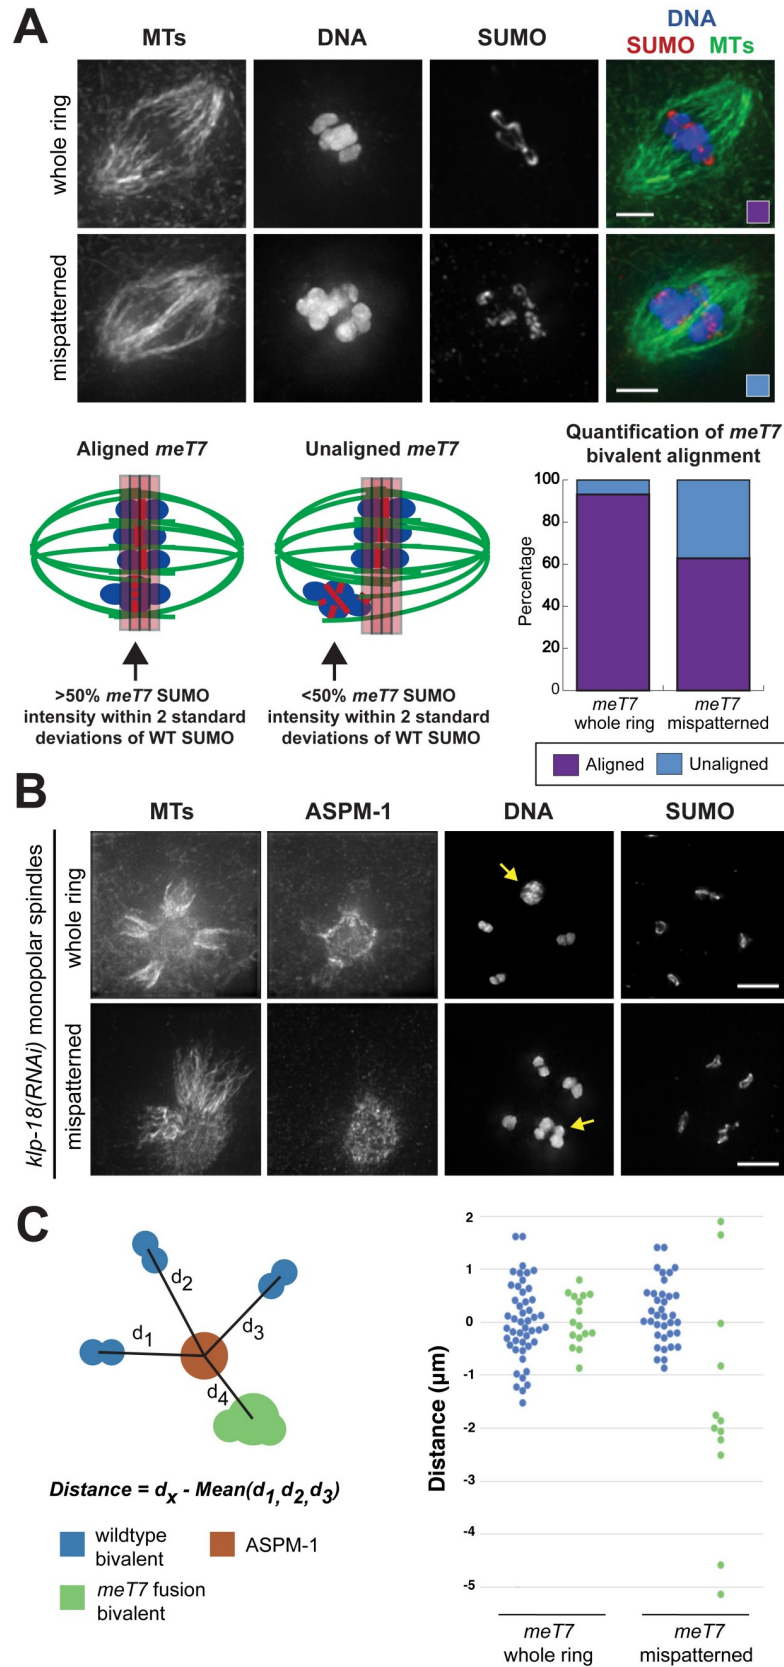 A
MTs DNA SUMO
DNA
SUMO MTs
whole ring
mispatterned
Aligned meT7
Unaligned meT7
>50% meT7 SUMO
intensity within 2 standard
deviations of WT SUMO
<50% meT7 SUMO
intensity within 2 standard
deviations of WT SUMO
Quantification of meT7
bivalent alignment
Percentage
100
80
60
40
20
0
meT7
whole ring
meT7
mispatterned
Aligned Unaligned
B
MTs ASPM-1 DNA SUMO
klp-18(RNAi) monopolar spindles
whole ring
mispatterned
C
d1
d2
d3
d4
Distance = dx - Mean(d1,d2,d3)
wildtype
bivalent
ASPM-1
meT7 fusion
bivalent
Distance (µm)
2
1
0
-1
-2
-3
-4
-5
meT7
whole ring
meT7
mispatterned